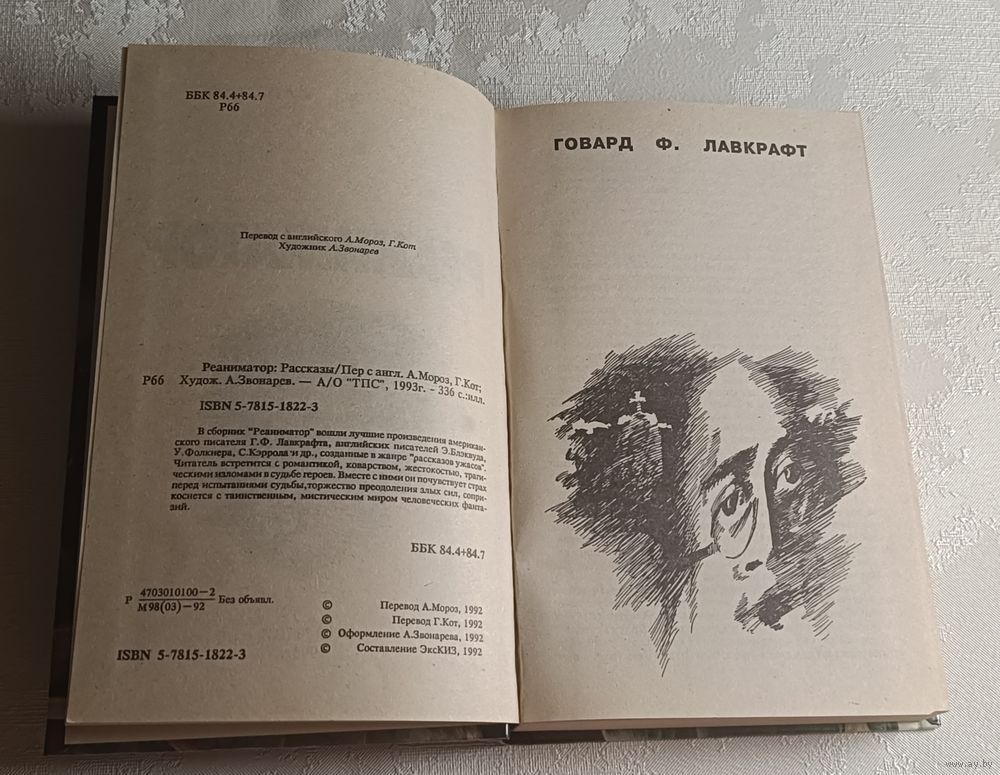 ББК 84.4+84.7
Р66
Перевод с английского А.Мороз, Г.Кот
Художник А.Звонарев
Реаниматор: Рассказы/Пер с англ. А.Мороз, Г.Кот;
Р66 Худож. А.Звонарев. — А/О "ТПС", 1993г. - 336 с.:илл.
ISBN 5-7815-1822-3
В сборник "Реаниматор" вошли лучшие произведения американ-
ского писателя Г.Ф. Лавкрафта, английских писателей Э.Блэквуда,
У.Фолкнера, С.Кэррола и др., созданные в жанре "рассказов ужасов".
Читатель встретится с романтикой, коварством, жестокостью, траги-
ческими изломами в судьбе героев. Вместе с ними он почувствует страх
перед испытаниями судьбы,торжество преодоления злых сил, сопри-
коснется с таинственным, мистическим миром человеческих фанта-
зий.
ББК 84.4+84.7
Р 4703010100—2 Без объявл.
М98(03)—92
© Перевод А.Мороз, 1992
© Перевод Г.Кот, 1992
© Оформление А.Звонарева, 1992
© Составление ЭксКИЗ, 1992
ISBN 5-7815-1822-3
ГОВАРД Ф. ЛАВКРАФТ
www.ay.by